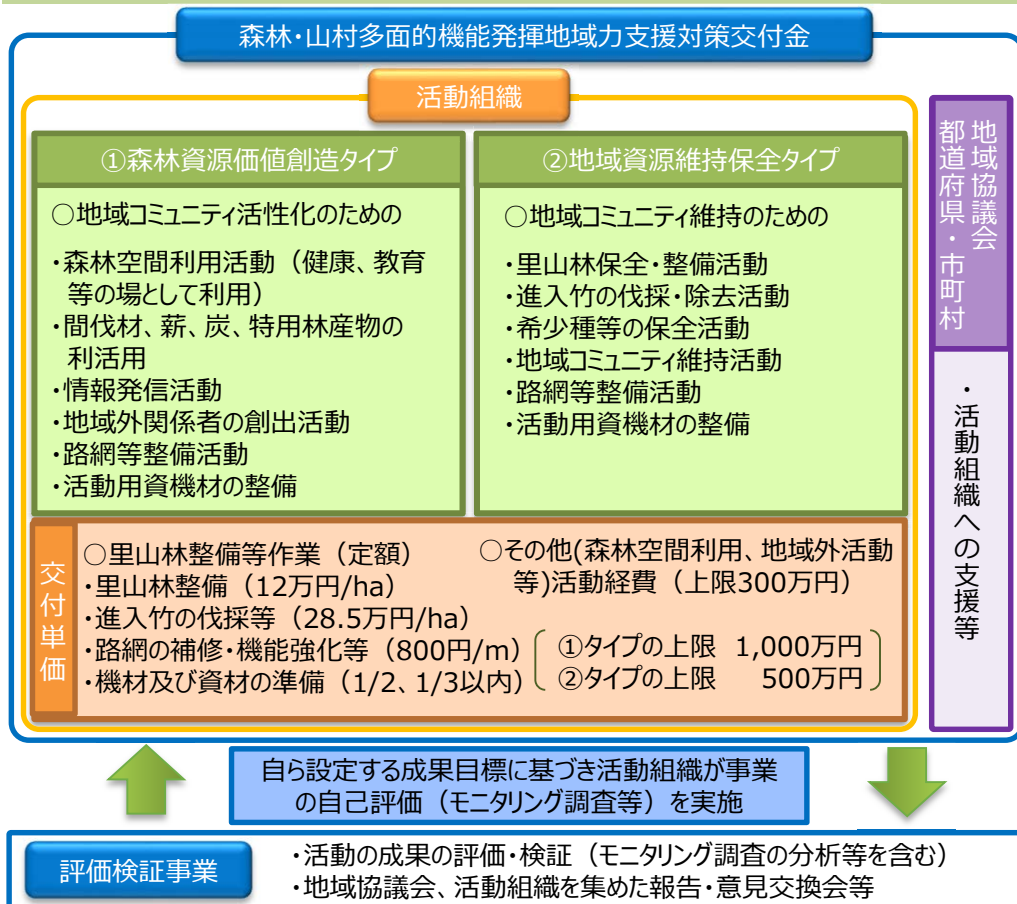 森林・山村多面的機能発揮地域力支援対策交付金
活動組織
①森林資源価値創造タイプ
○地域コミュニティ活性化のための
・森林空間利用活動（健康、教育
等の場として利用）
・間伐材、薪、炭、特用林産物の
利活用
・情報発信活動
・地域外関係者の創出活動
・路網等整備活動
・活動用資機材の整備
②地域資源維持保全タイプ
○地域コミュニティ維持のための
・里山林保全・整備活動
・進入竹の伐採・除去活動
・希少種等の保全活動
・地域コミュニティ維持活動
・路網等整備活動
・活動用資機材の整備
交付単価
○里山林整備等作業（定額）
・里山林整備（12万円/ha）
・進入竹の伐採等（28.5万円/ha）
・路網の補修・機能強化等（800円/m）
・機材及び資材の準備（1/2、1/3以内）
○その他(森林空間利用、地域外活動
等)活動経費（上限300万円）
①タイプの上限 1,000万円
②タイプの上限 500万円
地域協議会
都道府県・市町村
・活動組織への支援等
自ら設定する成果目標に基づき活動組織が事業
の自己評価（モニタリング調査等）を実施
評価検証事業
・活動の成果の評価・検証（モニタリング調査の分析等を含む）
・地域協議会、活動組織を集めた報告・意見交換会等